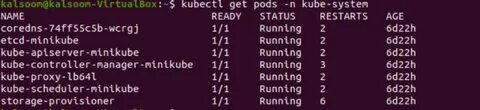 kalsoom@kalsoom-VirtualBox:~$ kubectl get pods -n kube-system
NAME READY STATUS RESTARTS AGE
coredns-74ff55c5b-wcrgj 1/1 Running 2 6d22h
etcd-minikube 1/1 Running 2 6d22h
kube-apiserver-minikube 1/1 Running 2 6d22h
kube-controller-manager-minikube 1/1 Running 3 6d22h
kube-proxy-lb64l 1/1 Running 2 6d22h
kube-scheduler-minikube 1/1 Running 2 6d22h
storage-provisioner 1/1 Running 6 6d22h